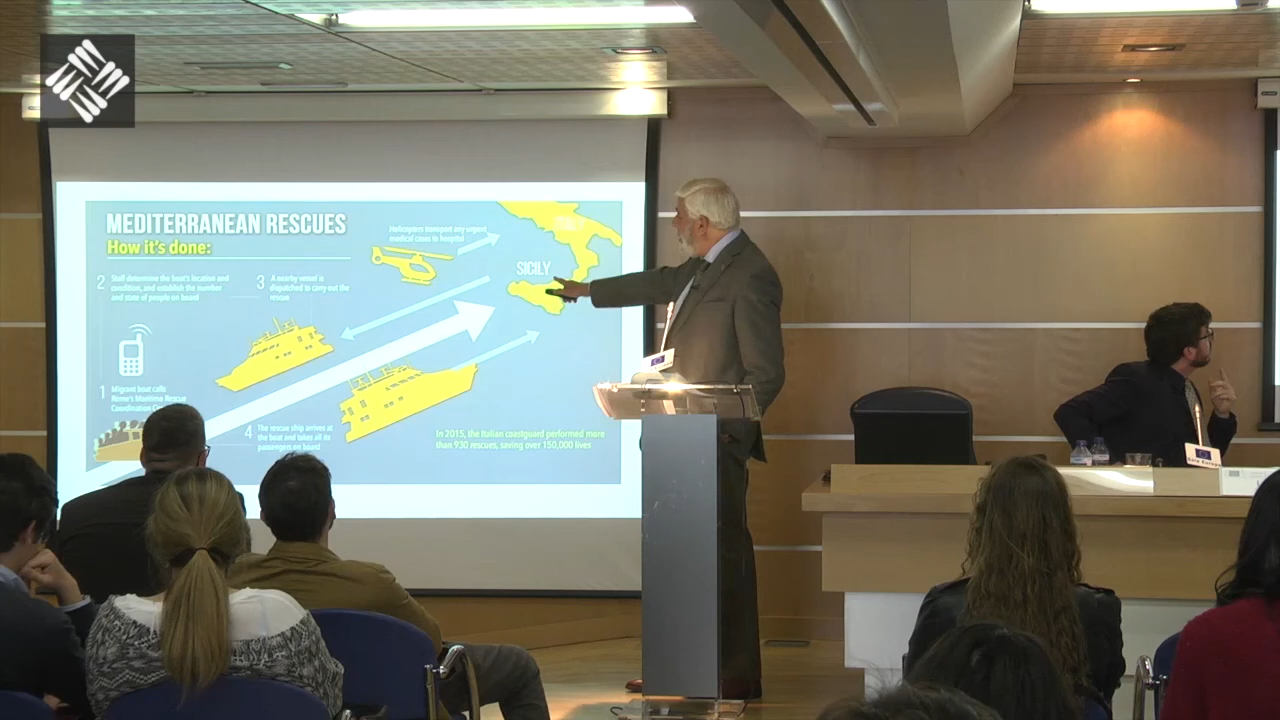 MEDITERRANEAN RESCUES
How it's done:
Helicopters transport any urgent
medical cases to hospital
SICILY
2 Staff determine the boat's location and
condition, and establish the number
and state of people on board
3 A nearby vessel is
dispatched to carry out the
rescue
1 Migrant boat calls
Rome's Maritime Rescue
Coordination
4 The rescue ship arrives at
the boat and takes all its
passengers on board
In 2015, the Italian coastguard performed more
than 930 rescues, saving over 150,000 lives